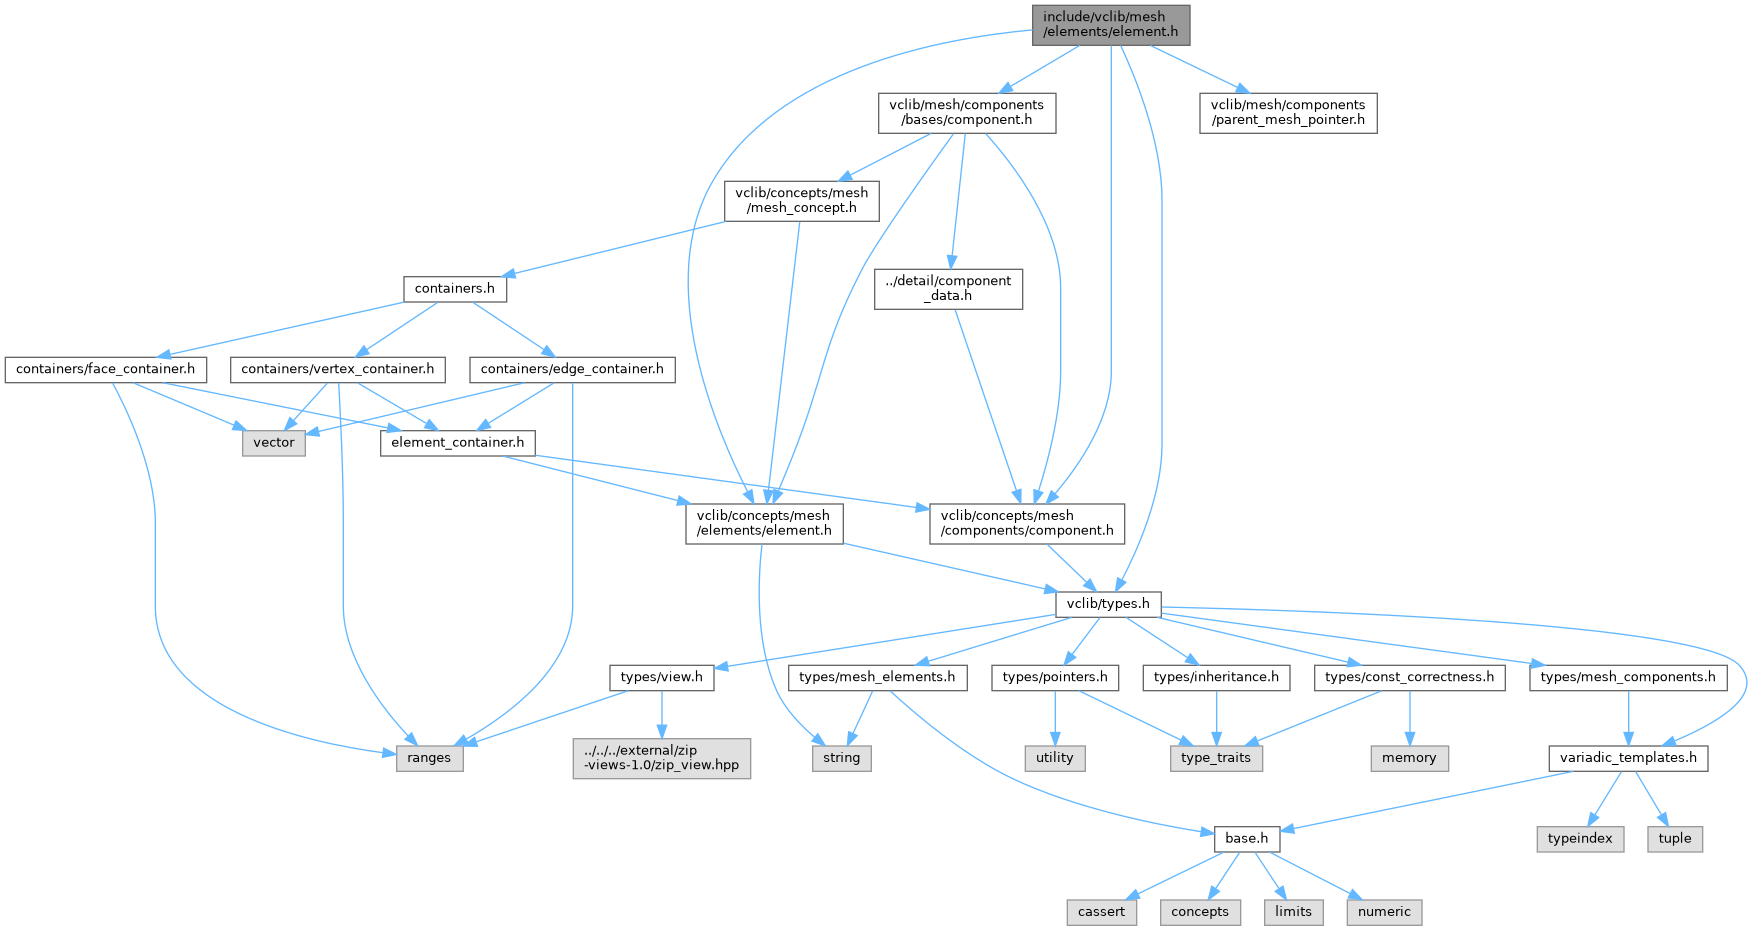 include/vclib/mesh
/elements/element.h
vclib/mesh/components
/bases/component.h
vclib/mesh/components
/parent_mesh_pointer.h
vclib/concepts/mesh
/mesh_concept.h
../detail/component
_data.h
containers.h
containers/face_container.h
containers/vertex_container.h
containers/edge_container.h
vector
element_container.h
vclib/concepts/mesh
/elements/element.h
vclib/concepts/mesh
/components/component.h
vclib/types.h
types/view.h
types/mesh_elements.h
types/pointers.h
types/inheritance.h
types/const_correctness.h
types/mesh_components.h
ranges
../../../external/zip
-views-1.0/zip_view.hpp
string
utility
type_traits
memory
variadic_templates.h
base.h
typeindex
tuple
cassert
concepts
limits
numeric